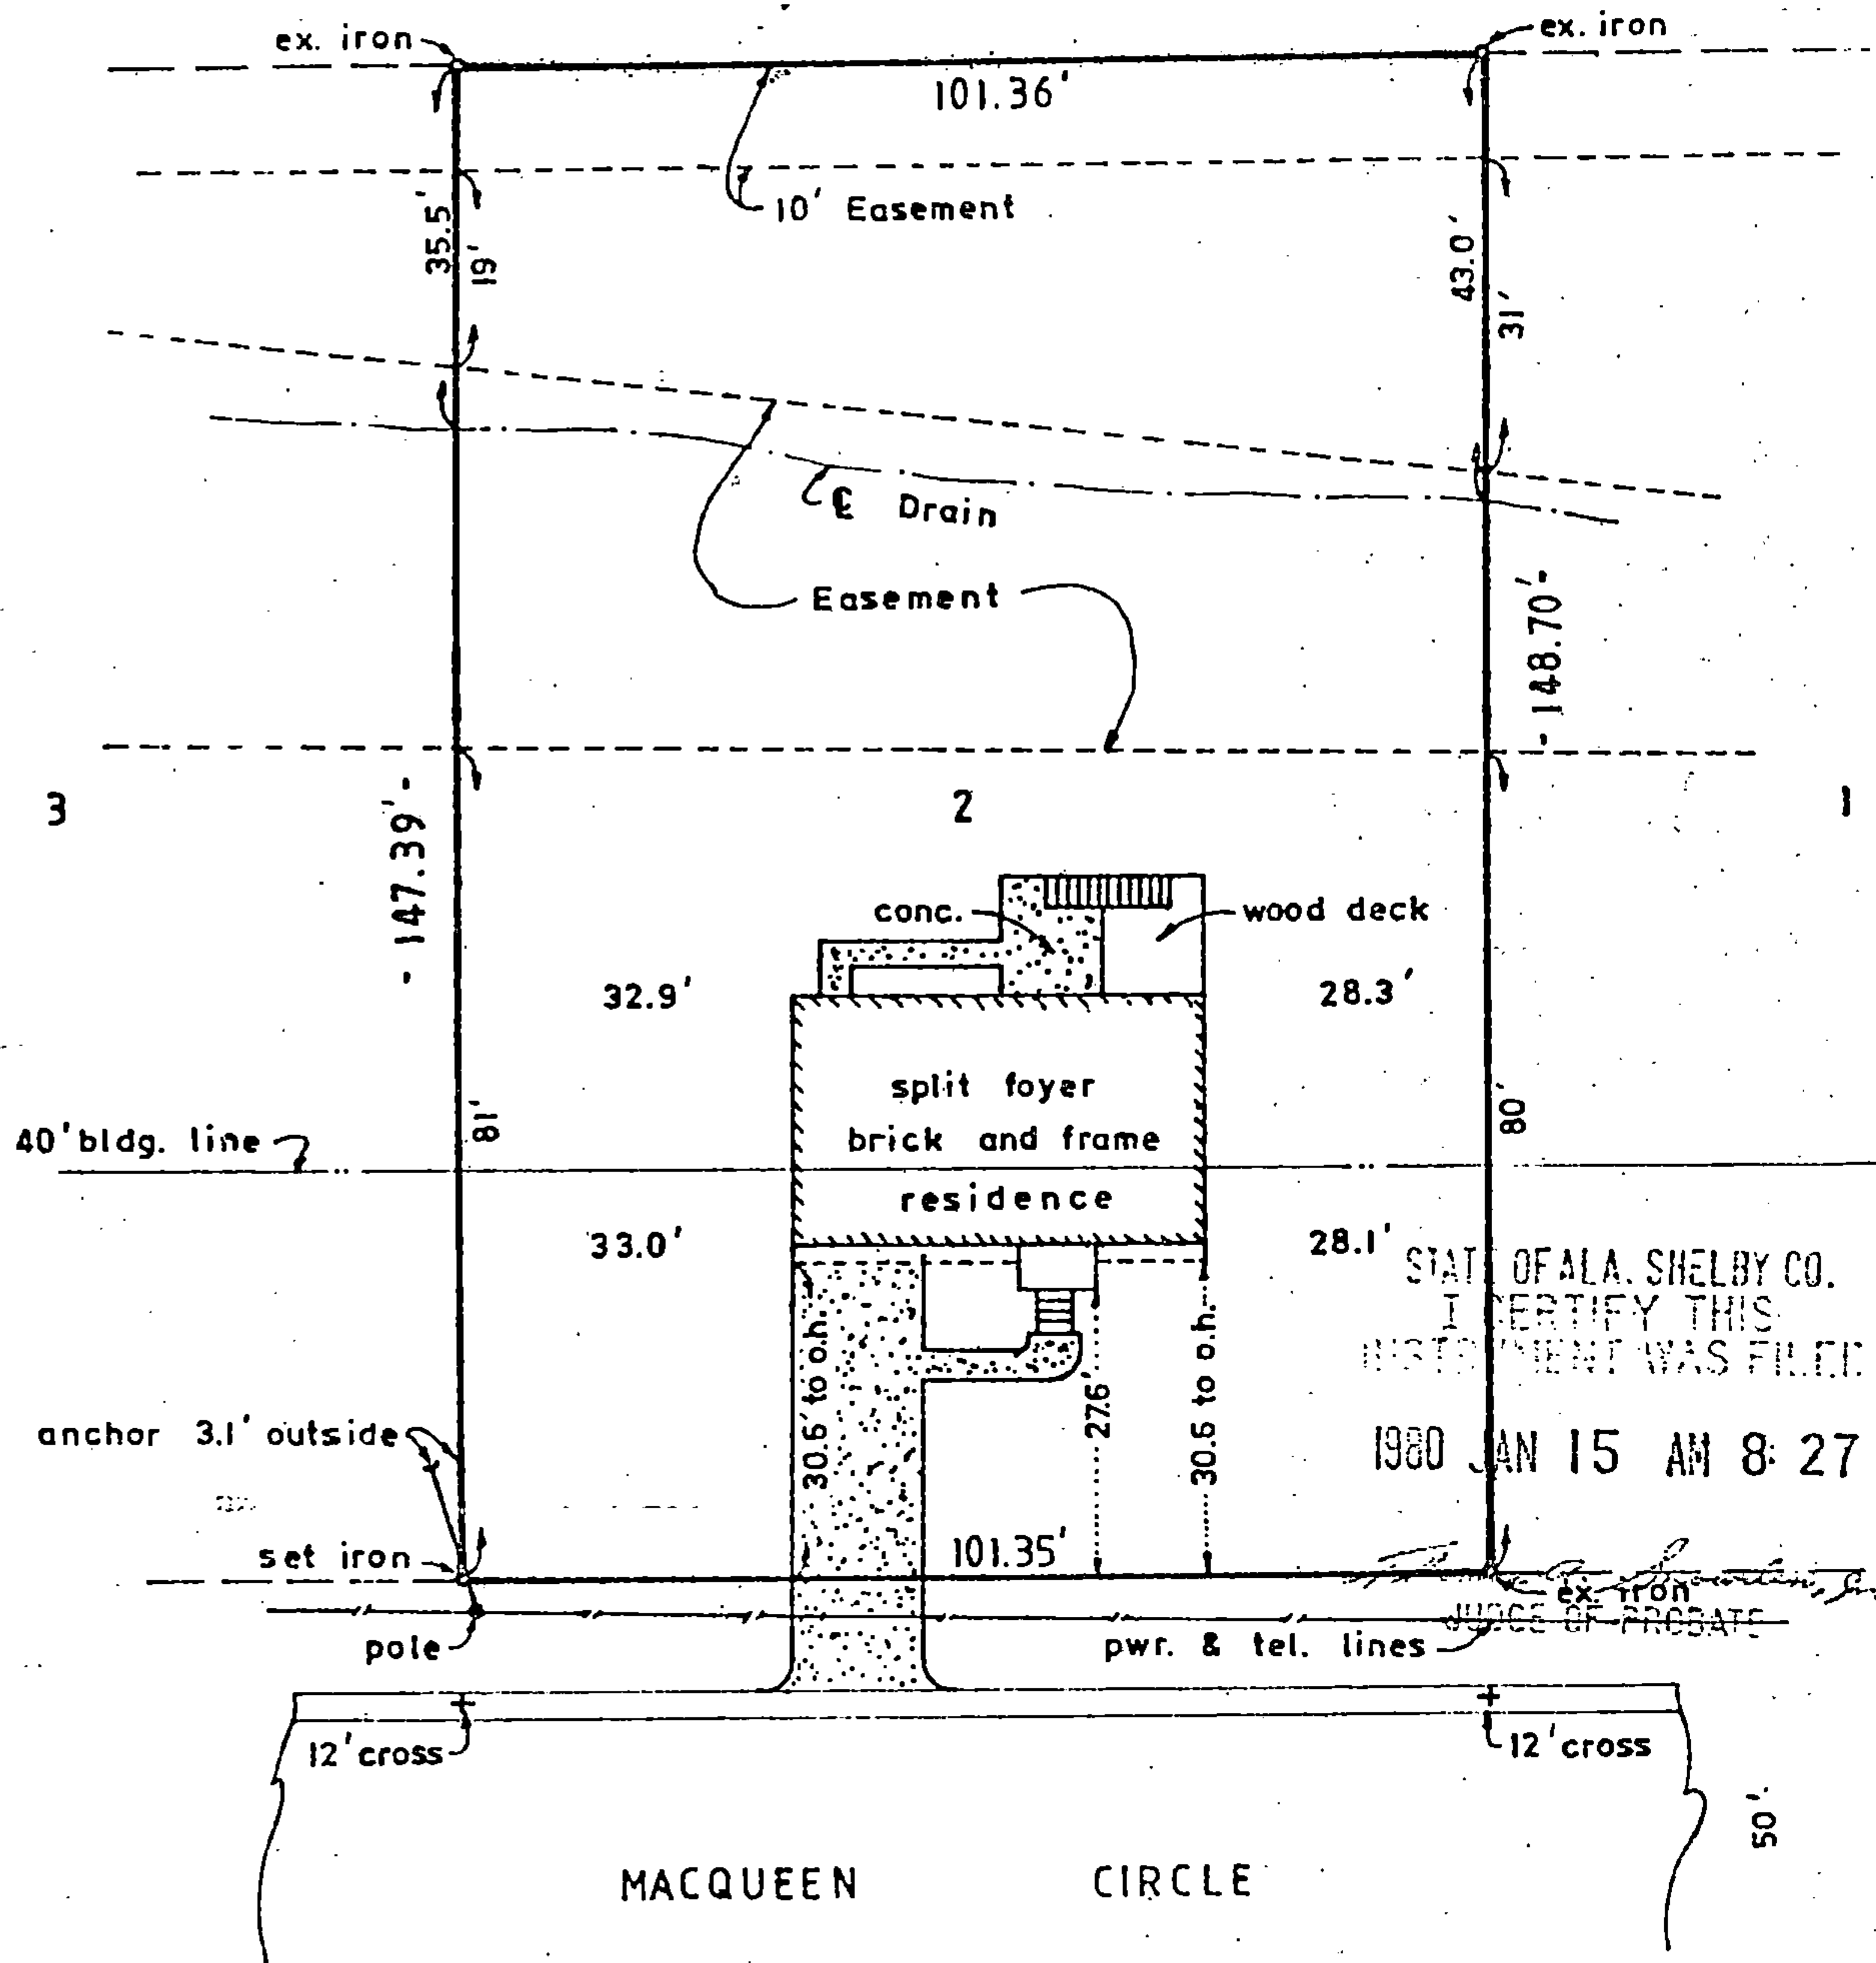 ex. iron
ex. iron
101.36'
10' Easement
35.5'
19'
43.0'
31'
℄ Drain
Easement
- 148.70' -
3
2
1
- 147.39' -
conc.
wood deck
32.9'
28.3'
split foyer
brick and frame
residence
40' bldg. line
81'
80'
33.0'
28.1'
STATE OF ALA. SHELBY CO.
I CERTIFY THIS
INSTRUMENT WAS FILED
30.6' to o.h.
27.6'
30.6 to o.h.
anchor 3.1' outside
1980 JAN 15 AM 8:27
set iron
101.35'
ex. iron
JUDGE OF PROBATE
pole
pwr. & tel. lines
12' cross
12' cross
50'
MACQUEEN CIRCLE